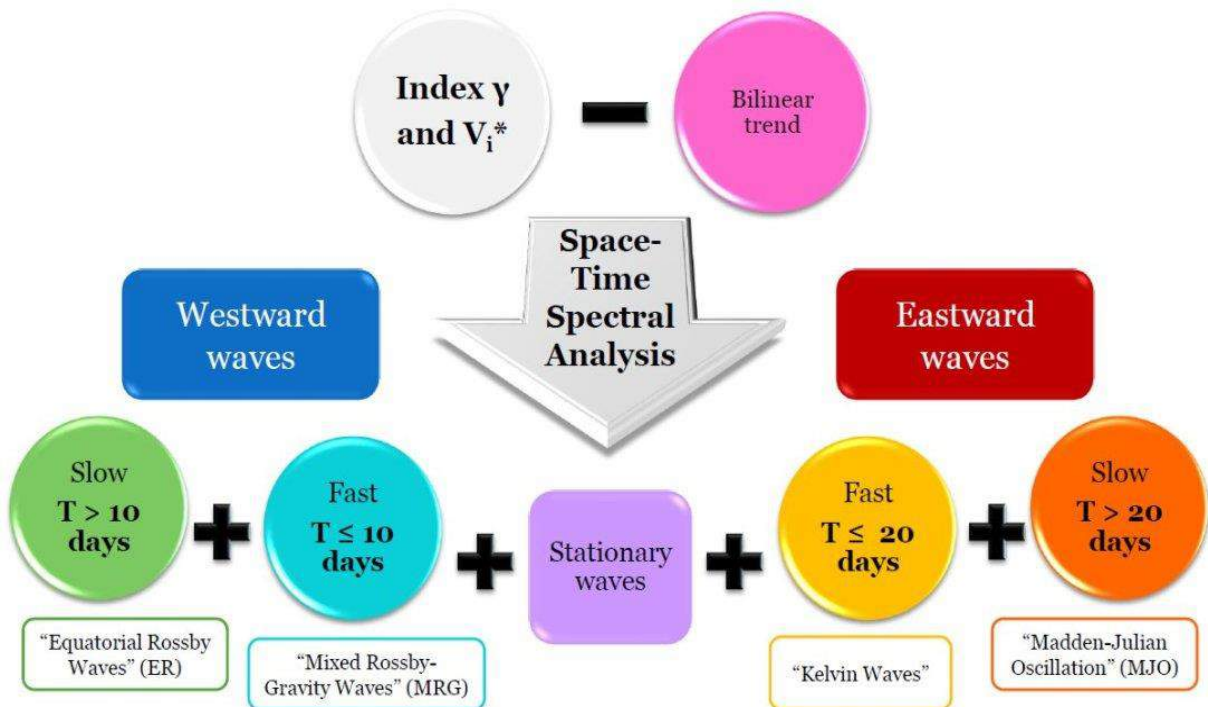 Index γ
and Vi*
Bilinear
trend
Space-
Time
Spectral
Analysis
Westward
waves
Eastward
waves
Slow
T > 10
days
Fast
T ≤ 10
days
Stationary
waves
Fast
T ≤ 20
days
Slow
T > 20
days
“Equatorial Rossby
Waves” (ER)
“Mixed Rossby-
Gravity Waves” (MRG)
“Kelvin Waves”
“Madden-Julian
Oscillation” (MJO)